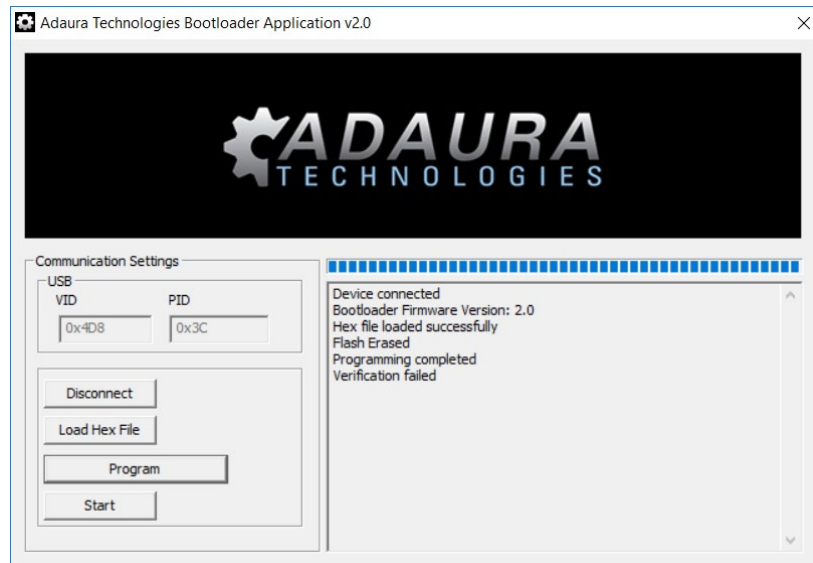 Adaura Technologies Bootloader Application v2.0
ADAURA
TECHNOLOGIES
Communication Settings
USB
VID PID
0x4D8 0x3C
Disconnect
Load Hex File
Program
Start
Device connected
Bootloader Firmware Version: 2.0
Hex file loaded successfully
Flash Erased
Programming completed
Verification failed